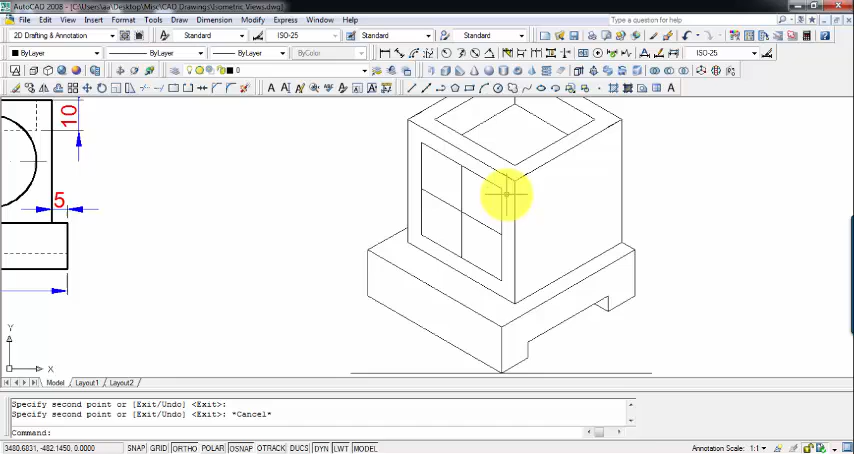 AutoCAD 2008 - [C:\Users\aa\Desktop\Misc\CAD Drawings\Isometric Views.dwg]
File Edit View Insert Format Tools Draw Dimension Modify Express Window Help
Type a question for help
2D Drafting & Annotation
Standard
ISO-25
Standard
Standard
ByLayer
ByLayer
ByLayer
ByColor
ISO-25
0
10
5
Y
X
Model Layout1 Layout2
Specify second point or [Exit/Undo] <Exit>:
Specify second point or [Exit/Undo] <Exit>: *Cancel*
Command:
3480.6831, -482.1450, 0.0000
SNAP GRID ORTHO POLAR OSNAP OTRACK DUCS DYN LWT MODEL
Annotation Scale: 1:1